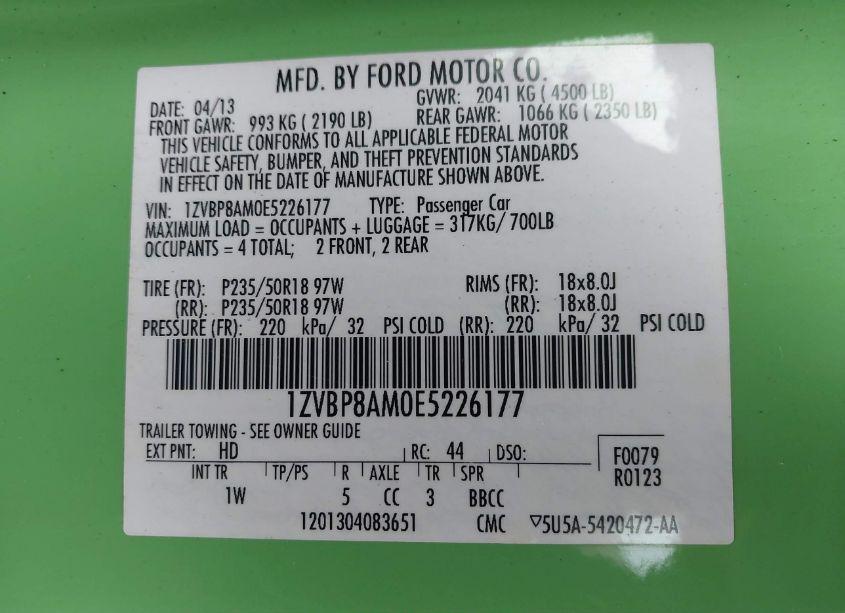 MFD. BY FORD MOTOR CO.
DATE: 04/13 GVWR: 2041 KG ( 4500 LB)
FRONT GAWR: 993 KG ( 2190 LB) REAR GAWR: 1066 KG ( 2350 LB)
THIS VEHICLE CONFORMS TO ALL APPLICABLE FEDERAL MOTOR
VEHICLE SAFETY, BUMPER, AND THEFT PREVENTION STANDARDS
IN EFFECT ON THE DATE OF MANUFACTURE SHOWN ABOVE.
VIN: 1ZVBP8AM0E5226177 TYPE: Passenger Car
MAXIMUM LOAD = OCCUPANTS + LUGGAGE = 317KG/ 700LB
OCCUPANTS = 4 TOTAL; 2 FRONT, 2 REAR
TIRE (FR): P235/50R18 97W RIMS (FR): 18x8.0J
(RR): P235/50R18 97W (RR): 18x8.0J
PRESSURE (FR): 220 kPa/ 32 PSI COLD (RR): 220 kPa/ 32 PSI COLD
1ZVBP8AM0E5226177
TRAILER TOWING - SEE OWNER GUIDE
EXT PNT: HD RC: 44 DSO: F0079
INT TR TP/PS R AXLE TR SPR R0123
1W 5 CC 3 BBCC
1201304083651 CMC ▽5U5A-5420472-AA